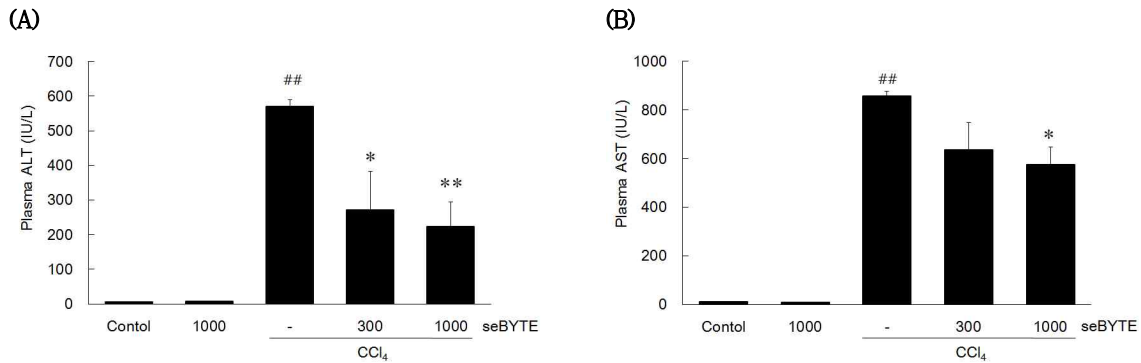 (A)
Plasma ALT (IU/L)
700
600
500
400
300
200
100
0
##
*
**
Contol 1000 - 300 1000 seBYTE
CCl4
(B)
Plasma AST (IU/L)
1000
800
600
400
200
0
##
*
Contol 1000 - 300 1000 seBYTE
CCl4